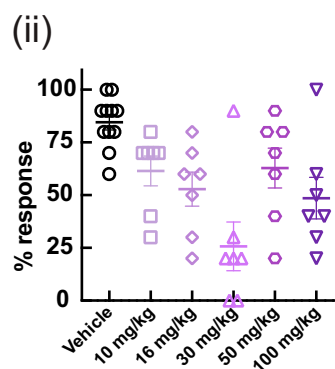 (ii)
% response
100
75
50
25
0
Vehicle
10 mg/kg
16 mg/kg
30 mg/kg
50 mg/kg
100 mg/kg